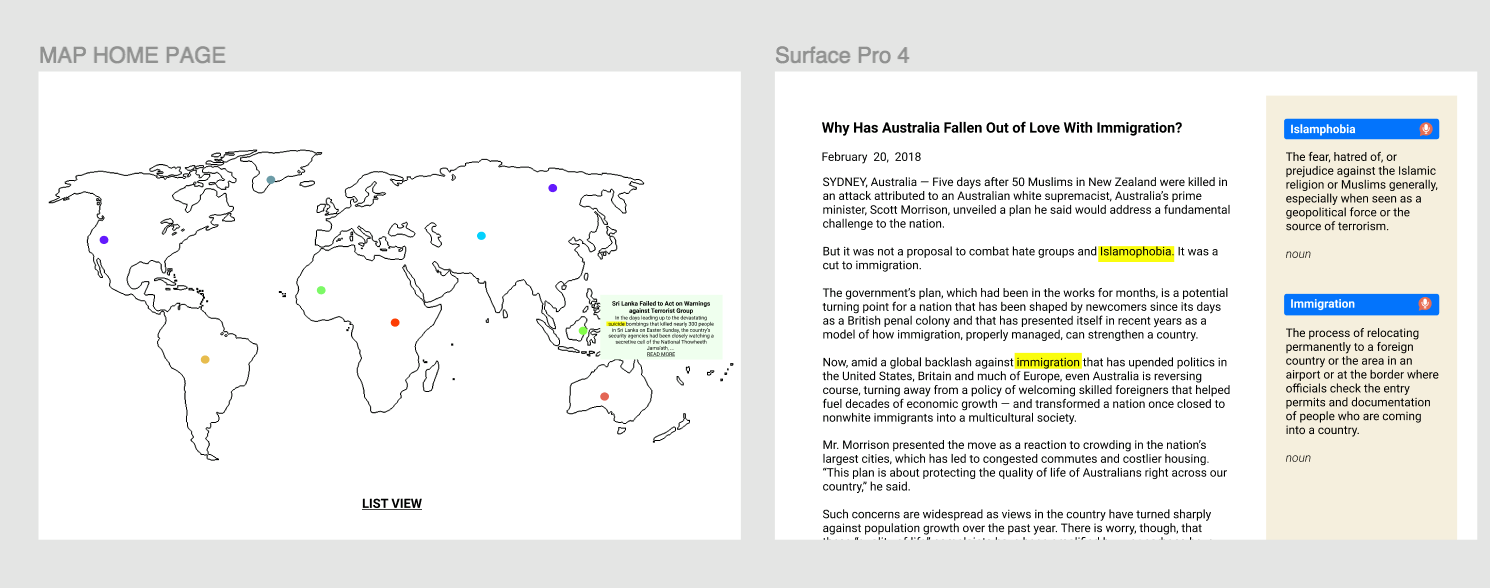 MAP HOME PAGE
Sri Lanka Failed to Act on Warnings
against Terrorist Group
In the days leading up to the devastating
suicide bombings that killed nearly 300 people
in Sri Lanka on Easter Sunday, the country's
security agencies had been closely watching a
secretive cell of the National Thowheeth
Jama'ath. ...
READ MORE
LIST VIEW
Surface Pro 4
Why Has Australia Fallen Out of Love With Immigration?
February 20, 2018
SYDNEY, Australia — Five days after 50 Muslims in New Zealand were killed in
an attack attributed to an Australian white supremacist, Australia's prime
minister, Scott Morrison, unveiled a plan he said would address a fundamental
challenge to the nation.
But it was not a proposal to combat hate groups and Islamophobia. It was a
cut to immigration.
The government's plan, which had been in the works for months, is a potential
turning point for a nation that has been shaped by newcomers since its days
as a British penal colony and that has presented itself in recent years as a
model of how immigration, properly managed, can strengthen a country.
Now, amid a global backlash against immigration that has upended politics in
the United States, Britain and much of Europe, even Australia is reversing
course, turning away from a policy of welcoming skilled foreigners that helped
fuel decades of economic growth — and transformed a nation once closed to
nonwhite immigrants into a multicultural society.
Mr. Morrison presented the move as a reaction to crowding in the nation's
largest cities, which has led to congested commutes and costlier housing.
"This plan is about protecting the quality of life of Australians right across our
country," he said.
Such concerns are widespread as views in the country have turned sharply
against population growth over the past year. There is worry, though, that
Islamphobia
The fear, hatred of, or
prejudice against the Islamic
religion or Muslims generally,
especially when seen as a
geopolitical force or the
source of terrorism.
noun
Immigration
The process of relocating
permanently to a foreign
country or the area in an
airport or at the border where
officials check the entry
permits and documentation
of people who are coming
into a country.
noun